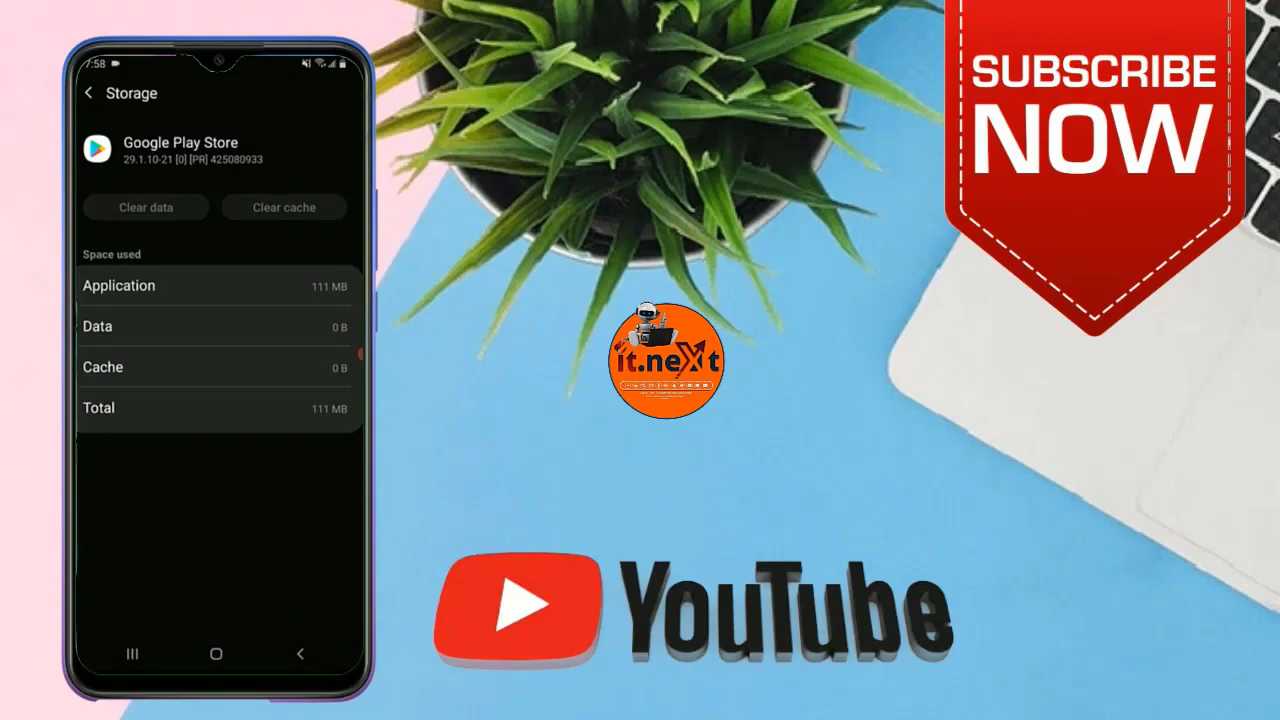 7:58
Storage
Google Play Store
29.1.10-21 [0] [PR] 425080933
Clear data
Clear cache
Space used
Application 111 MB
Data 0 B
Cache 0 B
Total 111 MB
SUBSCRIBE
NOW
it.neXt
YouTube